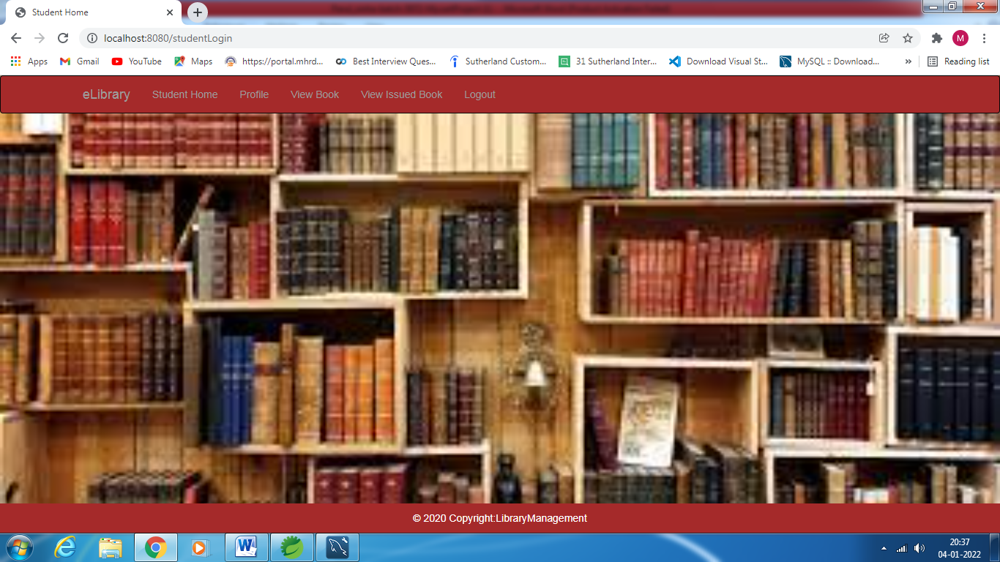 Student Home
localhost:8080/studentLogin
M
Apps Gmail YouTube Maps https://portal.mhrd... Best Interview Ques... Sutherland Custom... 31 Sutherland Inter... Download Visual St... MySQL :: Download... » Reading list
eLibrary Student Home Profile View Book View Issued Book Logout
© 2020 Copyright:LibraryManagement
20:37
04-01-2022